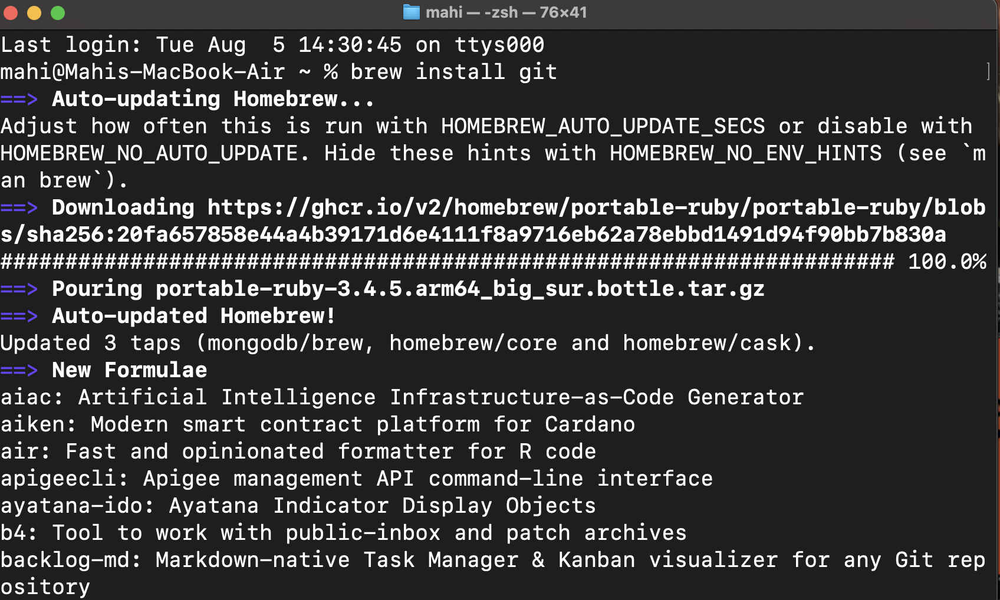 mahi — -zsh — 76×41
Last login: Tue Aug  5 14:30:45 on ttys000
mahi@Mahis-MacBook-Air ~ % brew install git
==> Auto-updating Homebrew...
Adjust how often this is run with HOMEBREW_AUTO_UPDATE_SECS or disable with
HOMEBREW_NO_AUTO_UPDATE. Hide these hints with HOMEBREW_NO_ENV_HINTS (see `m
an brew`).
==> Downloading https://ghcr.io/v2/homebrew/portable-ruby/portable-ruby/blob
s/sha256:20fa657858e44a4b39171d6e4111f8a9716eb62a78ebbd1491d94f90bb7b830a
##################################################################### 100.0%
==> Pouring portable-ruby-3.4.5.arm64_big_sur.bottle.tar.gz
==> Auto-updated Homebrew!
Updated 3 taps (mongodb/brew, homebrew/core and homebrew/cask).
==> New Formulae
aiac: Artificial Intelligence Infrastructure-as-Code Generator
aiken: Modern smart contract platform for Cardano
air: Fast and opinionated formatter for R code
apigeecli: Apigee management API command-line interface
ayatana-ido: Ayatana Indicator Display Objects
b4: Tool to work with public-inbox and patch archives
backlog-md: Markdown-native Task Manager & Kanban visualizer for any Git rep
ository